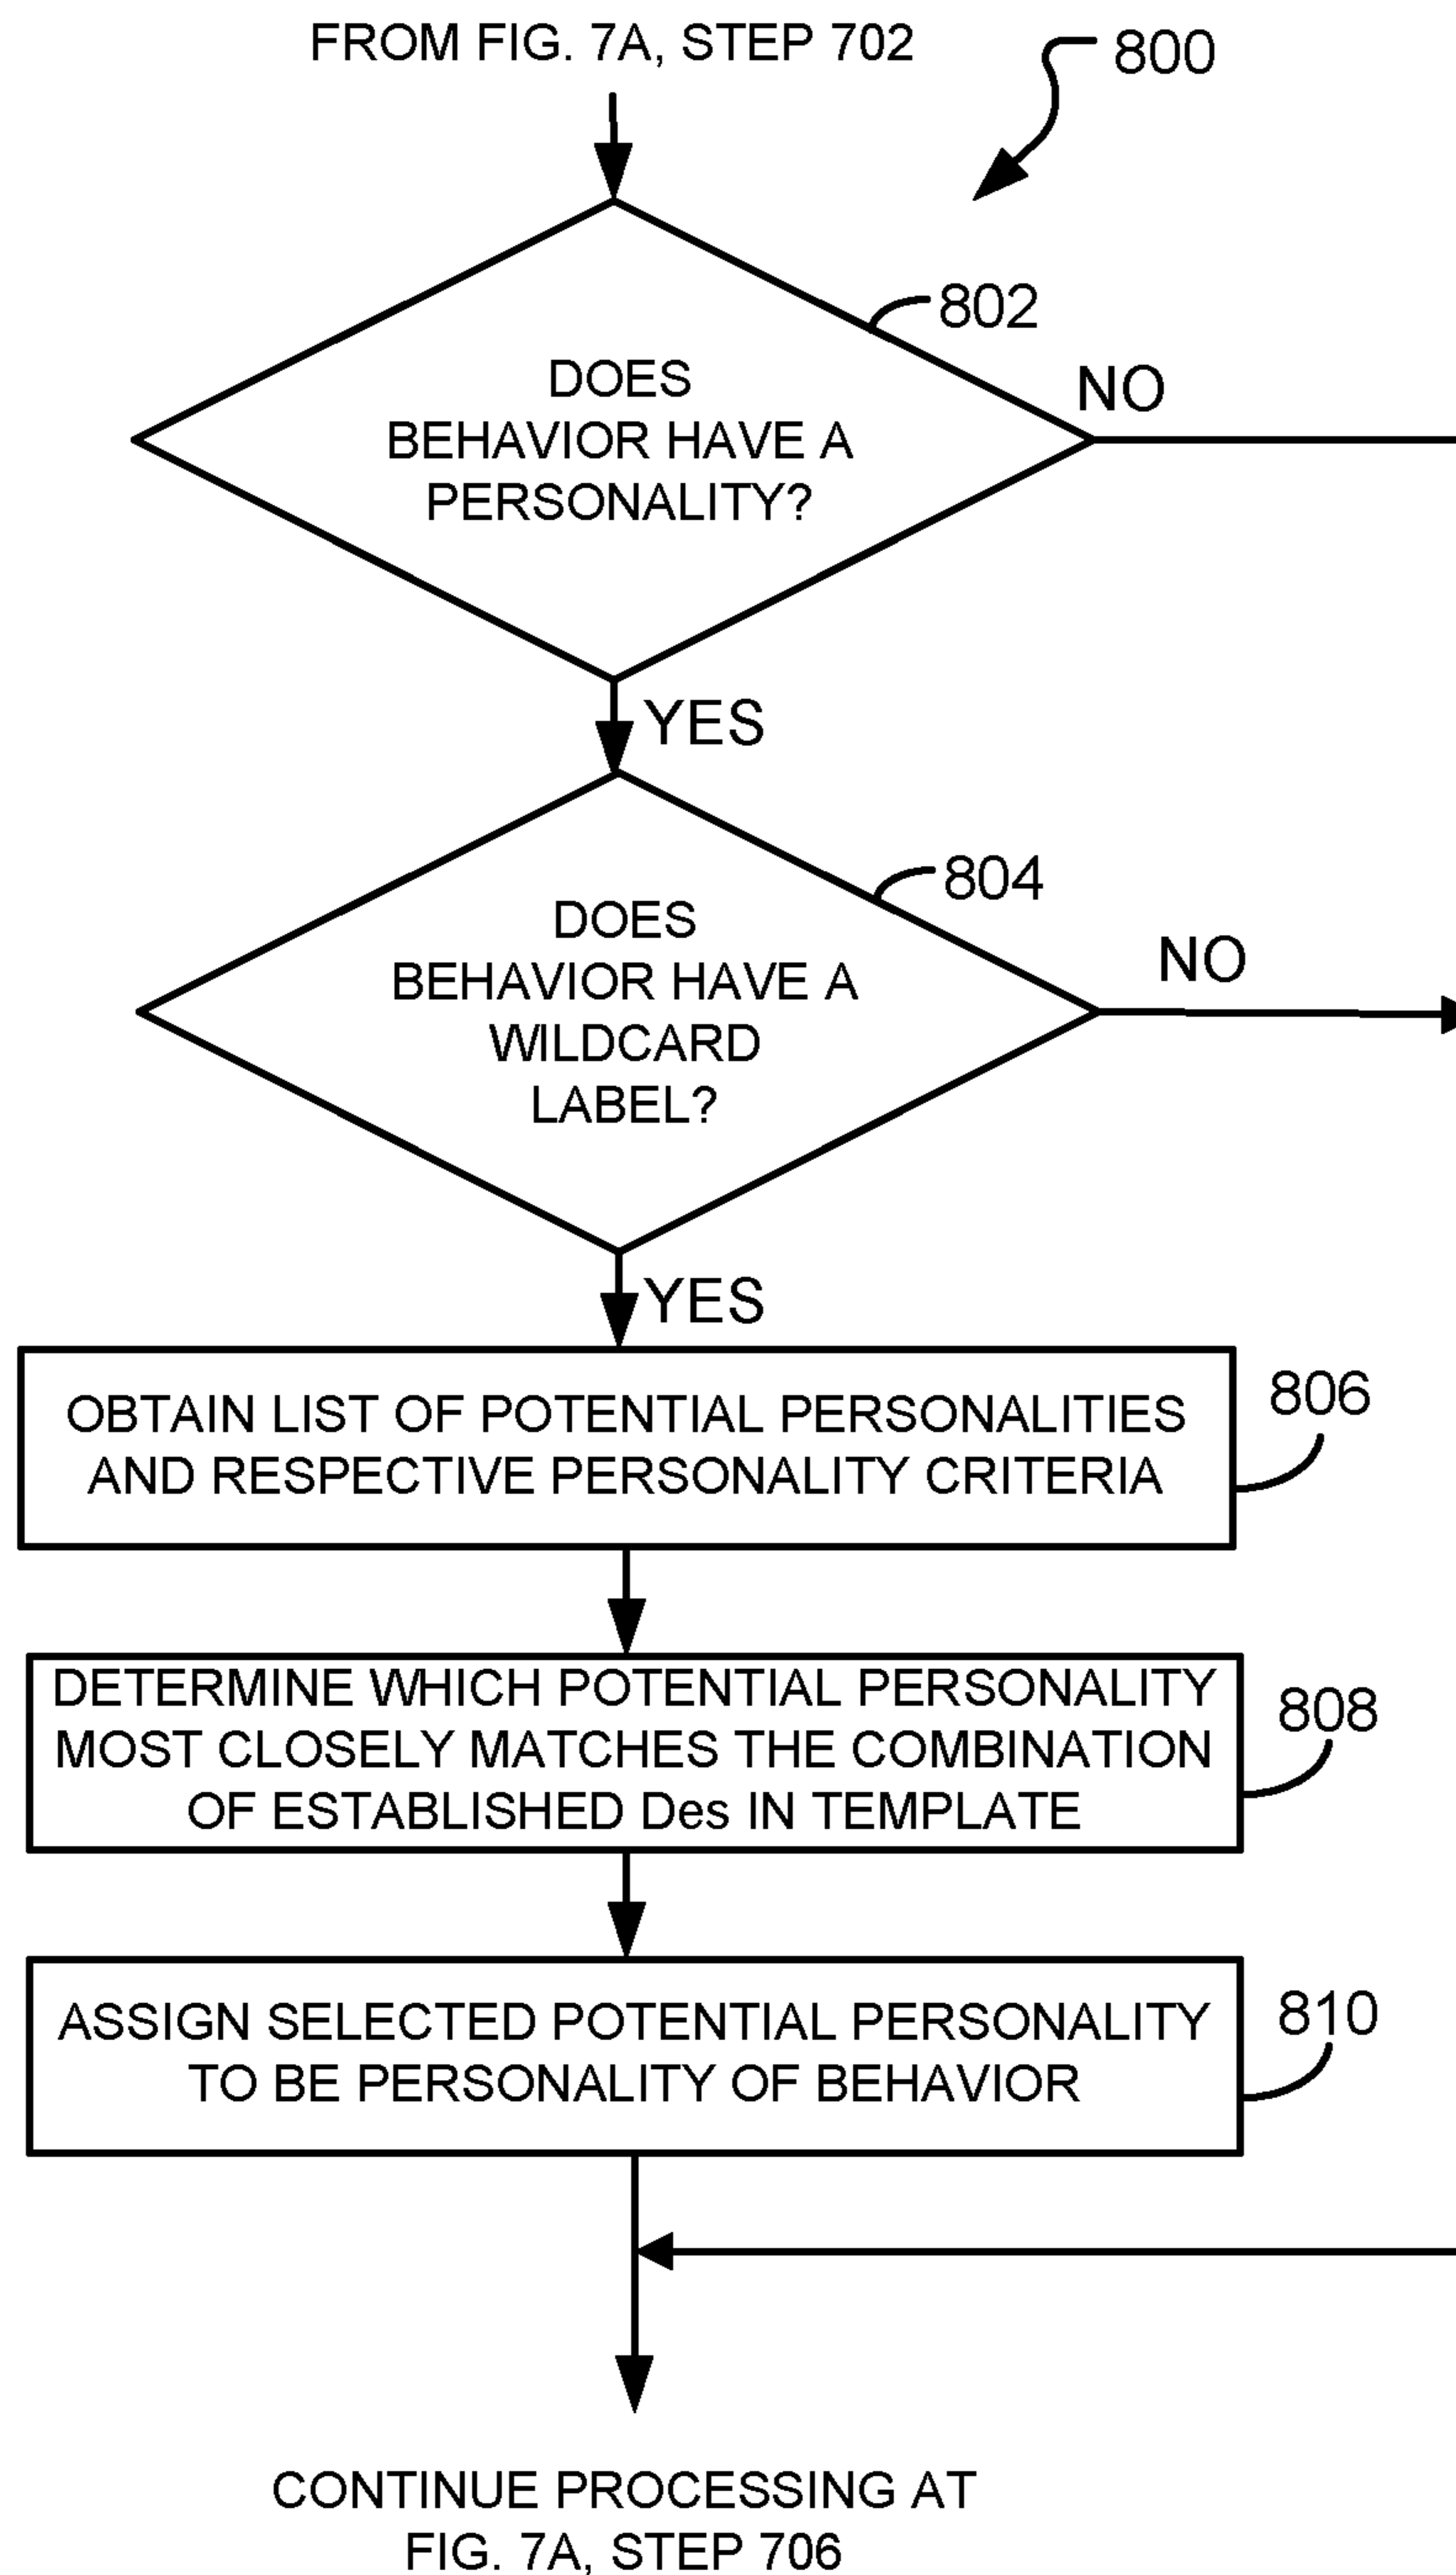 FROM FIG. 7A, STEP 702
800
802
DOES
BEHAVIOR HAVE A
PERSONALITY?
NO
YES
804
DOES
BEHAVIOR HAVE A
WILDCARD
LABEL?
NO
YES
OBTAIN LIST OF POTENTIAL PERSONALITIES
AND RESPECTIVE PERSONALITY CRITERIA
806
DETERMINE WHICH POTENTIAL PERSONALITY
MOST CLOSELY MATCHES THE COMBINATION
OF ESTABLISHED Des IN TEMPLATE
808
ASSIGN SELECTED POTENTIAL PERSONALITY
TO BE PERSONALITY OF BEHAVIOR
810
CONTINUE PROCESSING AT
FIG. 7A, STEP 706